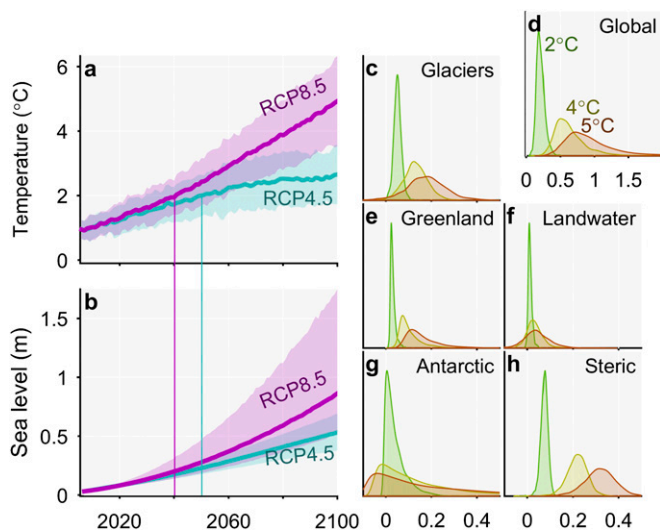 a
Temperature (°C)
6
4
2
0
RCP8.5
RCP4.5
b
Sea level (m)
1.5
1
0.5
0
RCP8.5
RCP4.5
2020 2060 2100
c Glaciers
d Global
2°C
4°C
5°C
0 0.5 1 1.5
e Greenland
f Landwater
g Antarctic
0 0.2 0.4
h Steric
0 0.2 0.4